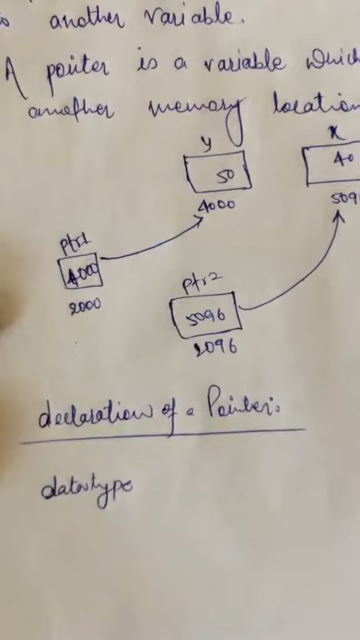 another variable.
A pointer is a variable which
another memory location
y
x
50
40
4000
509
ptr1
4000
2000
ptr2
5096
2096
declaration of a Pointer:
datatype